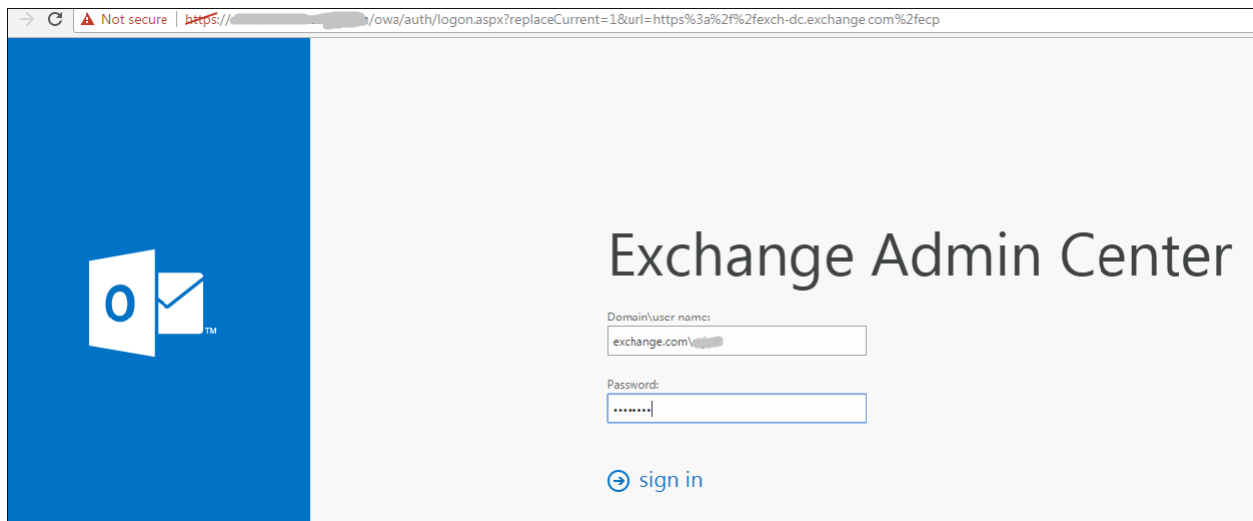 Not secure | https:// /owa/auth/logon.aspx?replaceCurrent=1&url=https%3a%2f%2fexch-dc.exchange.com%2fecp
Exchange Admin Center
Domain\user name:
exchange.com\
Password:
••••••••
O
TM
sign in